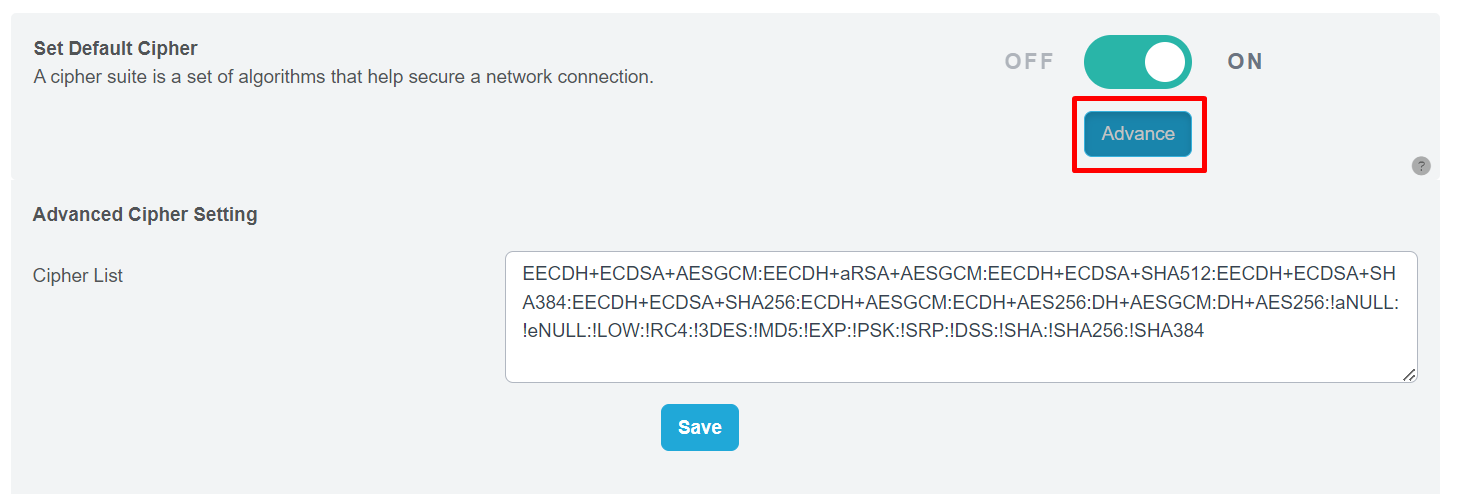 Set Default Cipher
A cipher suite is a set of algorithms that help secure a network connection.
OFF ON
Advance
?
Advanced Cipher Setting
Cipher List
EECDH+ECDSA+AESGCM:EECDH+aRSA+AESGCM:EECDH+ECDSA+SHA512:EECDH+ECDSA+SH
A384:EECDH+ECDSA+SHA256:ECDH+AESGCM:ECDH+AES256:DH+AESGCM:DH+AES256:!aNULL:
!eNULL:!LOW:!RC4:!3DES:!MD5:!EXP:!PSK:!SRP:!DSS:!SHA:!SHA256:!SHA384
Save